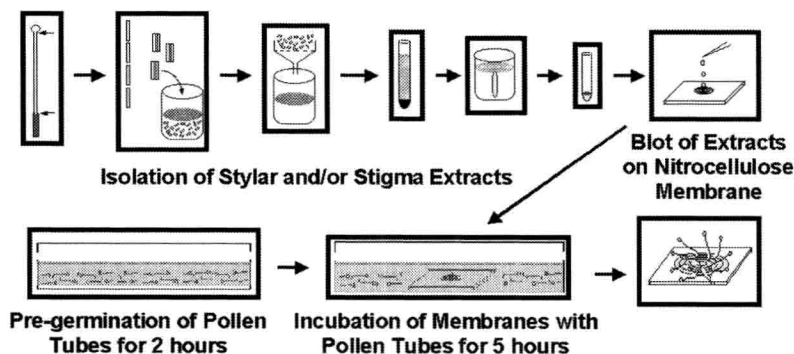 Isolation of Stylar and/or Stigma Extracts
Blot of Extracts
on Nitrocellulose
Membrane
Pre-germination of Pollen
Tubes for 2 hours
Incubation of Membranes with
Pollen Tubes for 5 hours